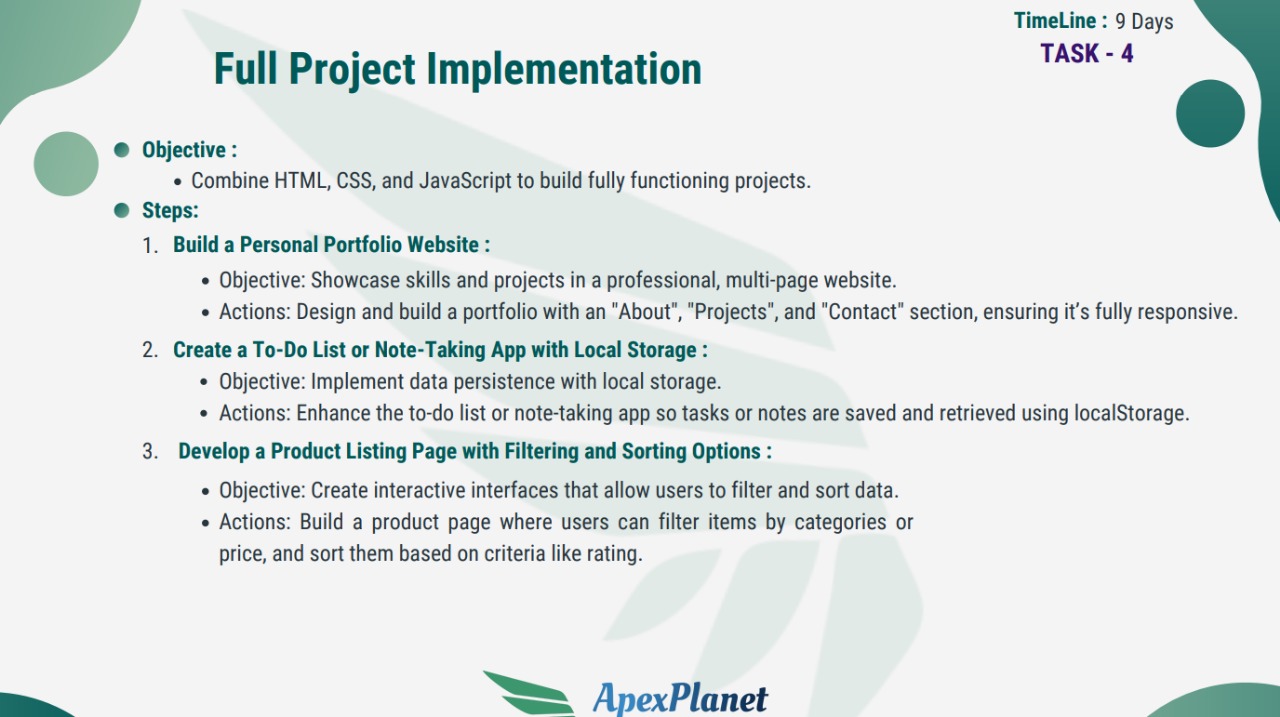 TimeLine : 9 Days
TASK - 4
Full Project Implementation
Objective :
• Combine HTML, CSS, and JavaScript to build fully functioning projects.
Steps:
1. Build a Personal Portfolio Website :
• Objective: Showcase skills and projects in a professional, multi-page website.
• Actions: Design and build a portfolio with an "About", "Projects", and "Contact" section, ensuring it’s fully responsive.
2. Create a To-Do List or Note-Taking App with Local Storage :
• Objective: Implement data persistence with local storage.
• Actions: Enhance the to-do list or note-taking app so tasks or notes are saved and retrieved using localStorage.
3. Develop a Product Listing Page with Filtering and Sorting Options :
• Objective: Create interactive interfaces that allow users to filter and sort data.
• Actions: Build a product page where users can filter items by categories or
price, and sort them based on criteria like rating.
ApexPlanet